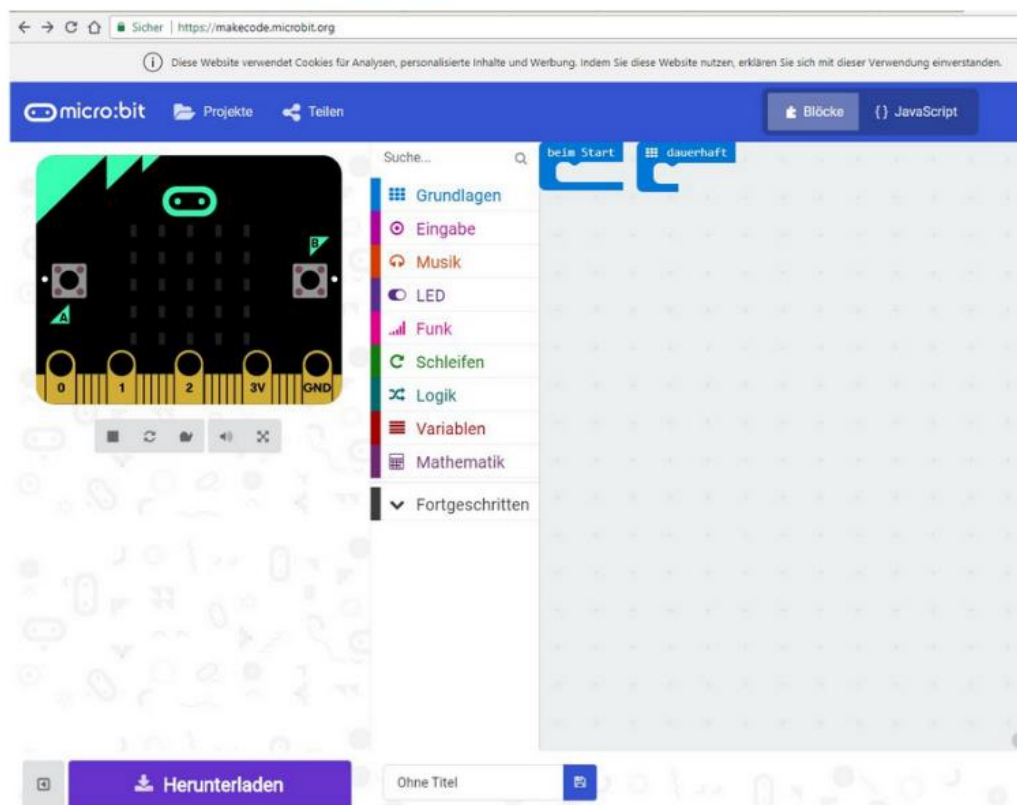 Sicher | https://makecode.microbit.org
Diese Website verwendet Cookies für Analysen, personalisierte Inhalte und Werbung. Indem Sie diese Website nutzen, erklären Sie sich mit dieser Verwendung einverstanden.
micro:bit Projekte Teilen Blöcke {} JavaScript
Suche...
beim Start
dauerhaft
Grundlagen
Eingabe
Musik
LED
Funk
Schleifen
Logik
Variablen
Mathematik
Fortgeschritten
B
A
0 1 2 3V GND
Herunterladen
Ohne Titel